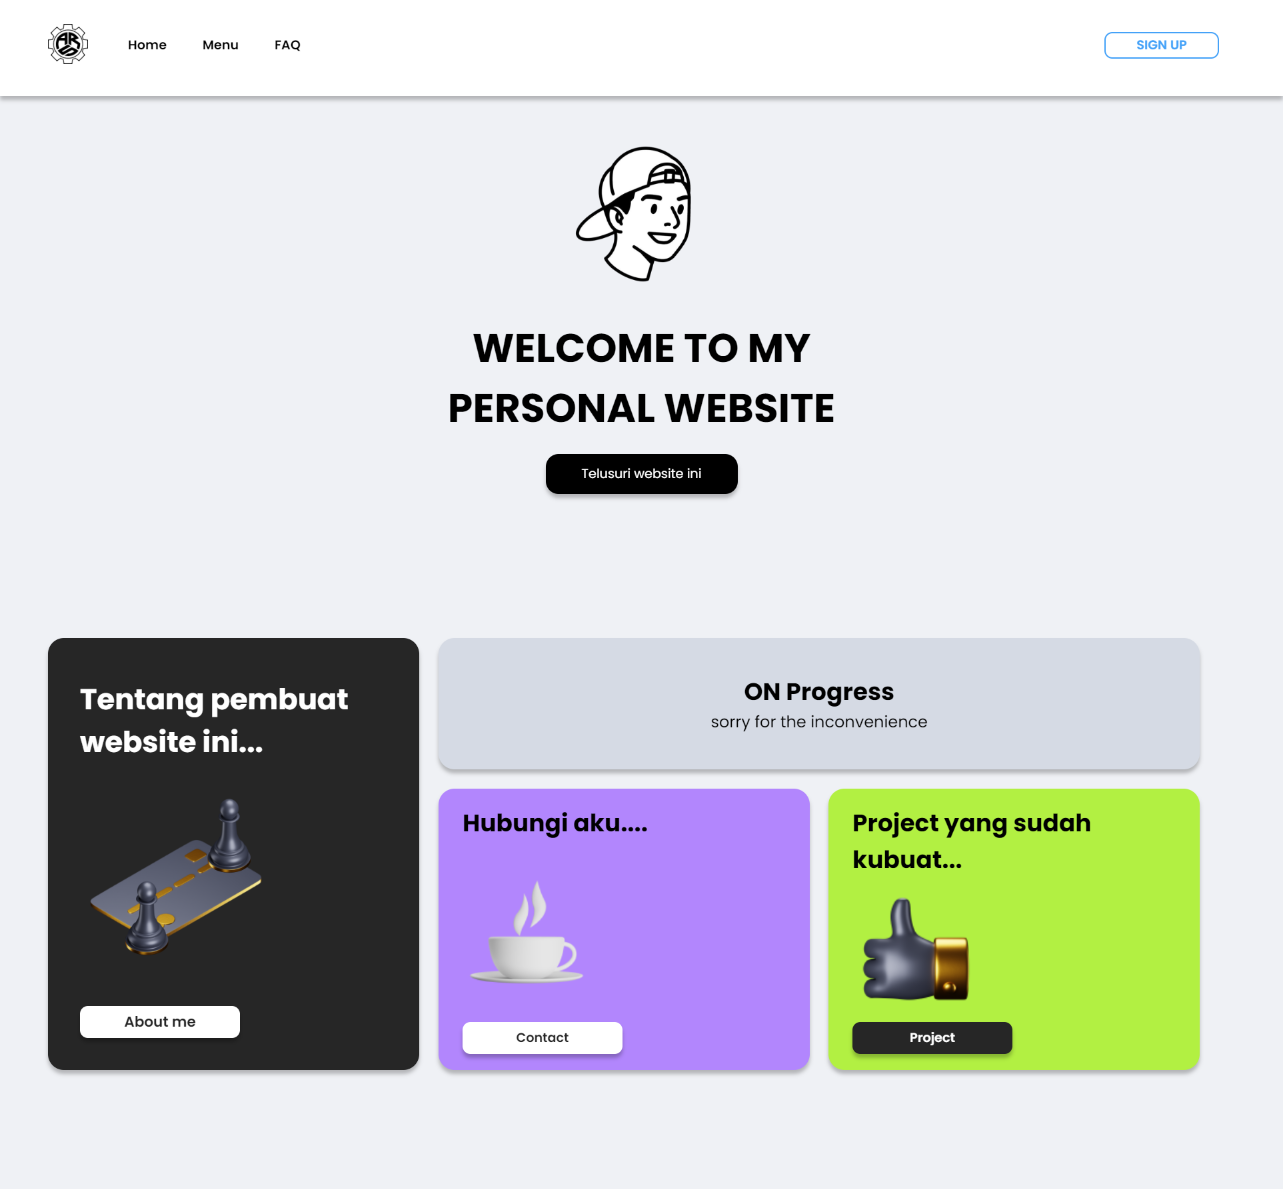 Home
Menu
FAQ
SIGN UP
WELCOME TO MY
PERSONAL WEBSITE
Telusuri website ini
Tentang pembuat
website ini...
About me
ON Progress
sorry for the inconvenience
Hubungi aku....
Contact
Project yang sudah
kubuat...
Project